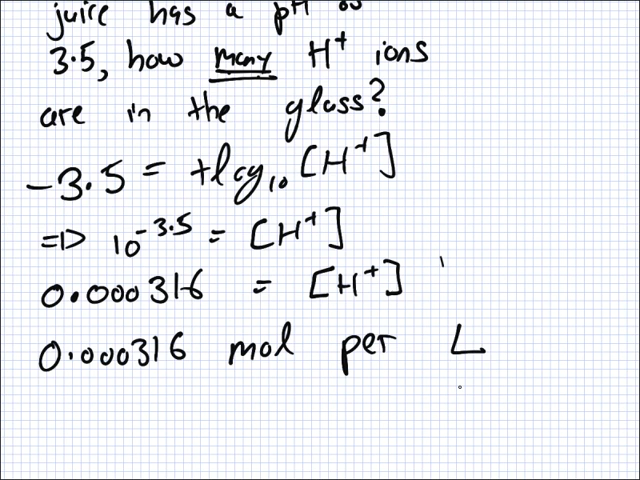 juice has a pH of
3.5, how many H⁺ ions
are in the glass?
-3.5 = +log₁₀ [H⁺]
⇒ 10⁻³·⁵ = [H⁺]
0.000316 = [H⁺]
0.000316 mol per L